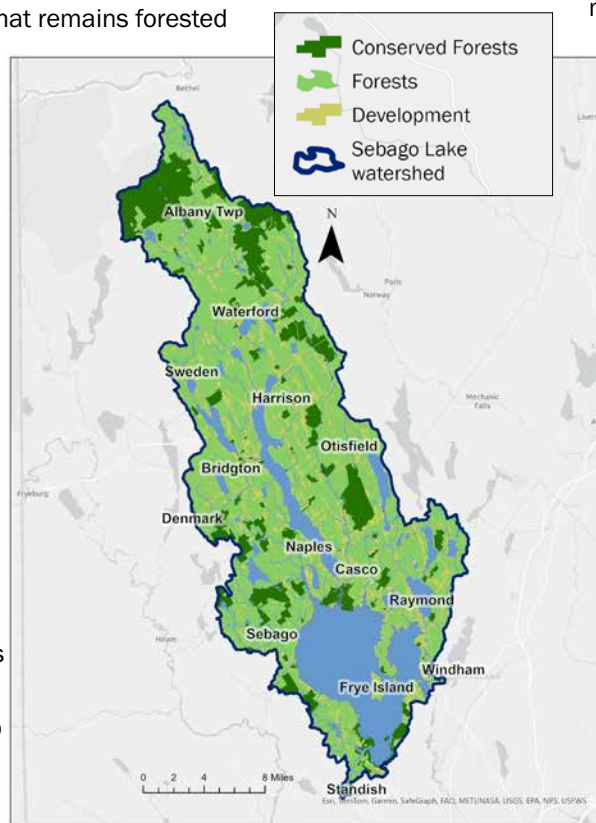 hat remains forested
Conserved Forests
Forests
Development
Sebago Lake
watershed
Bethel
Albany Twp
N
Paris
Norway
Waterford
Sweden
Harrison
Mechanic
Falls
Otisfield
Bridgton
Fryeburg
Denmark
Naples
Casco
Raymond
Hiram
Sebago
Windham
Frye Island
0 2 4 8 Miles
Standish
Esri, TomTom, Garmin, SafeGraph, FAO, METI/NASA, USGS, EPA, NPS, USFWS